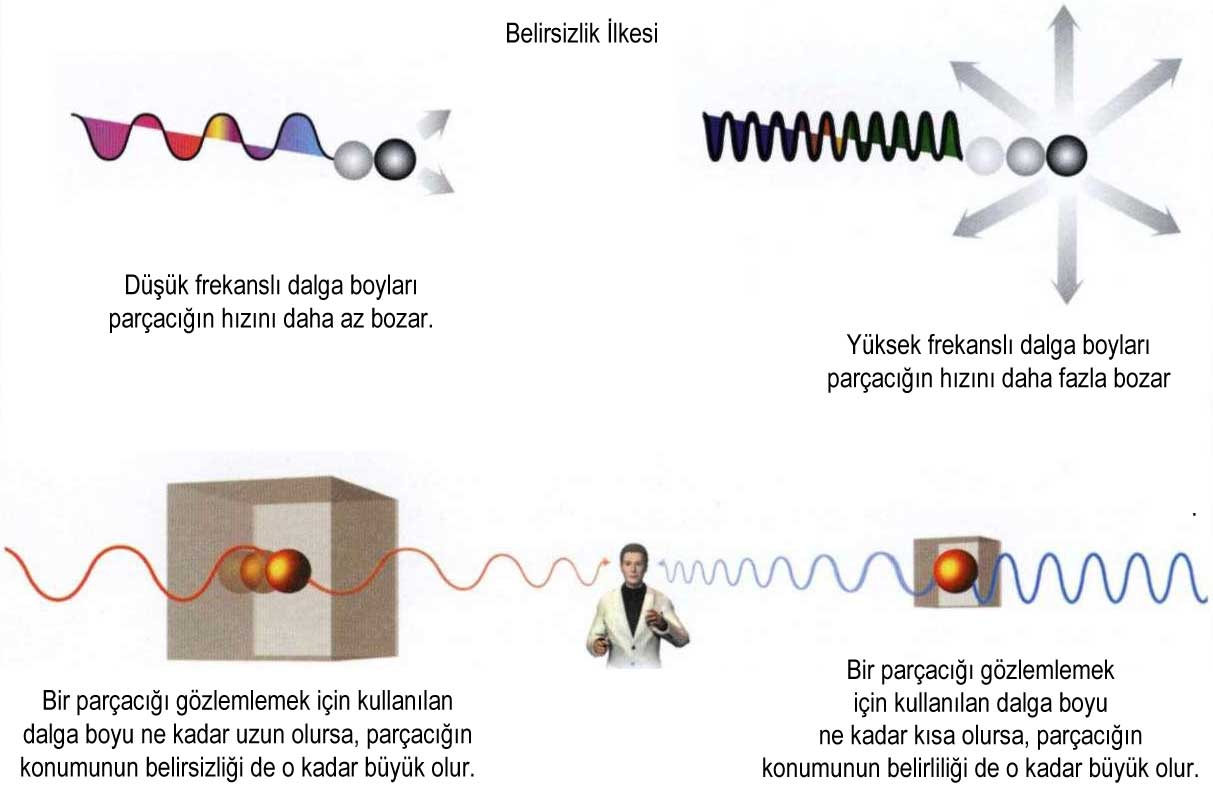 Belirsizlik İlkesi
Düşük frekanslı dalga boyları
parçacığın hızını daha az bozar.
Yüksek frekanslı dalga boyları
parçacığın hızını daha fazla bozar
Bir parçacığı gözlemlemek için kullanılan
dalga boyu ne kadar uzun olursa, parçacığın
konumunun belirsizliği de o kadar büyük olur.
Bir parçacığı gözlemlemek
için kullanılan dalga boyu
ne kadar kısa olursa, parçacığın
konumunun belirliliği de o kadar büyük olur.